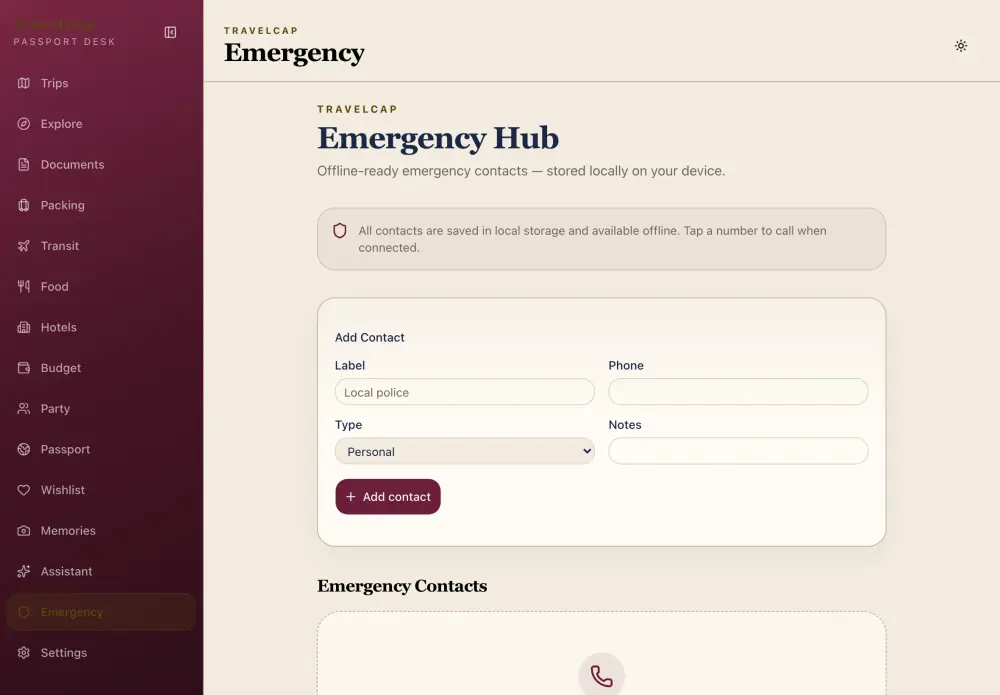 TravelCap
PASSPORT DESK
Trips
Explore
Documents
Packing
Transit
Food
Hotels
Budget
Party
Passport
Wishlist
Memories
Assistant
Emergency
Settings
TRAVELCAP
Emergency
TRAVELCAP
Emergency Hub
Offline-ready emergency contacts — stored locally on your device.
All contacts are saved in local storage and available offline. Tap a number to call when
connected.
Add Contact
Label
Phone
Local police
Type
Notes
Personal
+ Add contact
Emergency Contacts